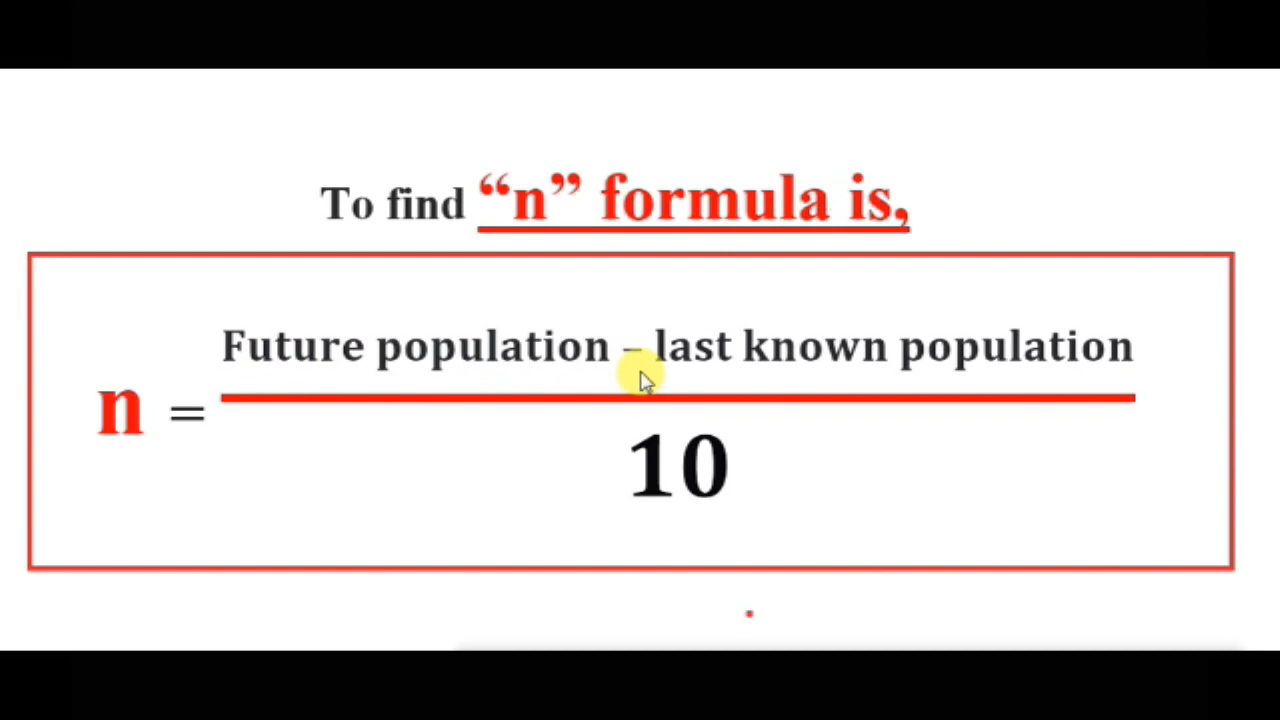 To find “n” formula is,
Future population – last known population
n =
10